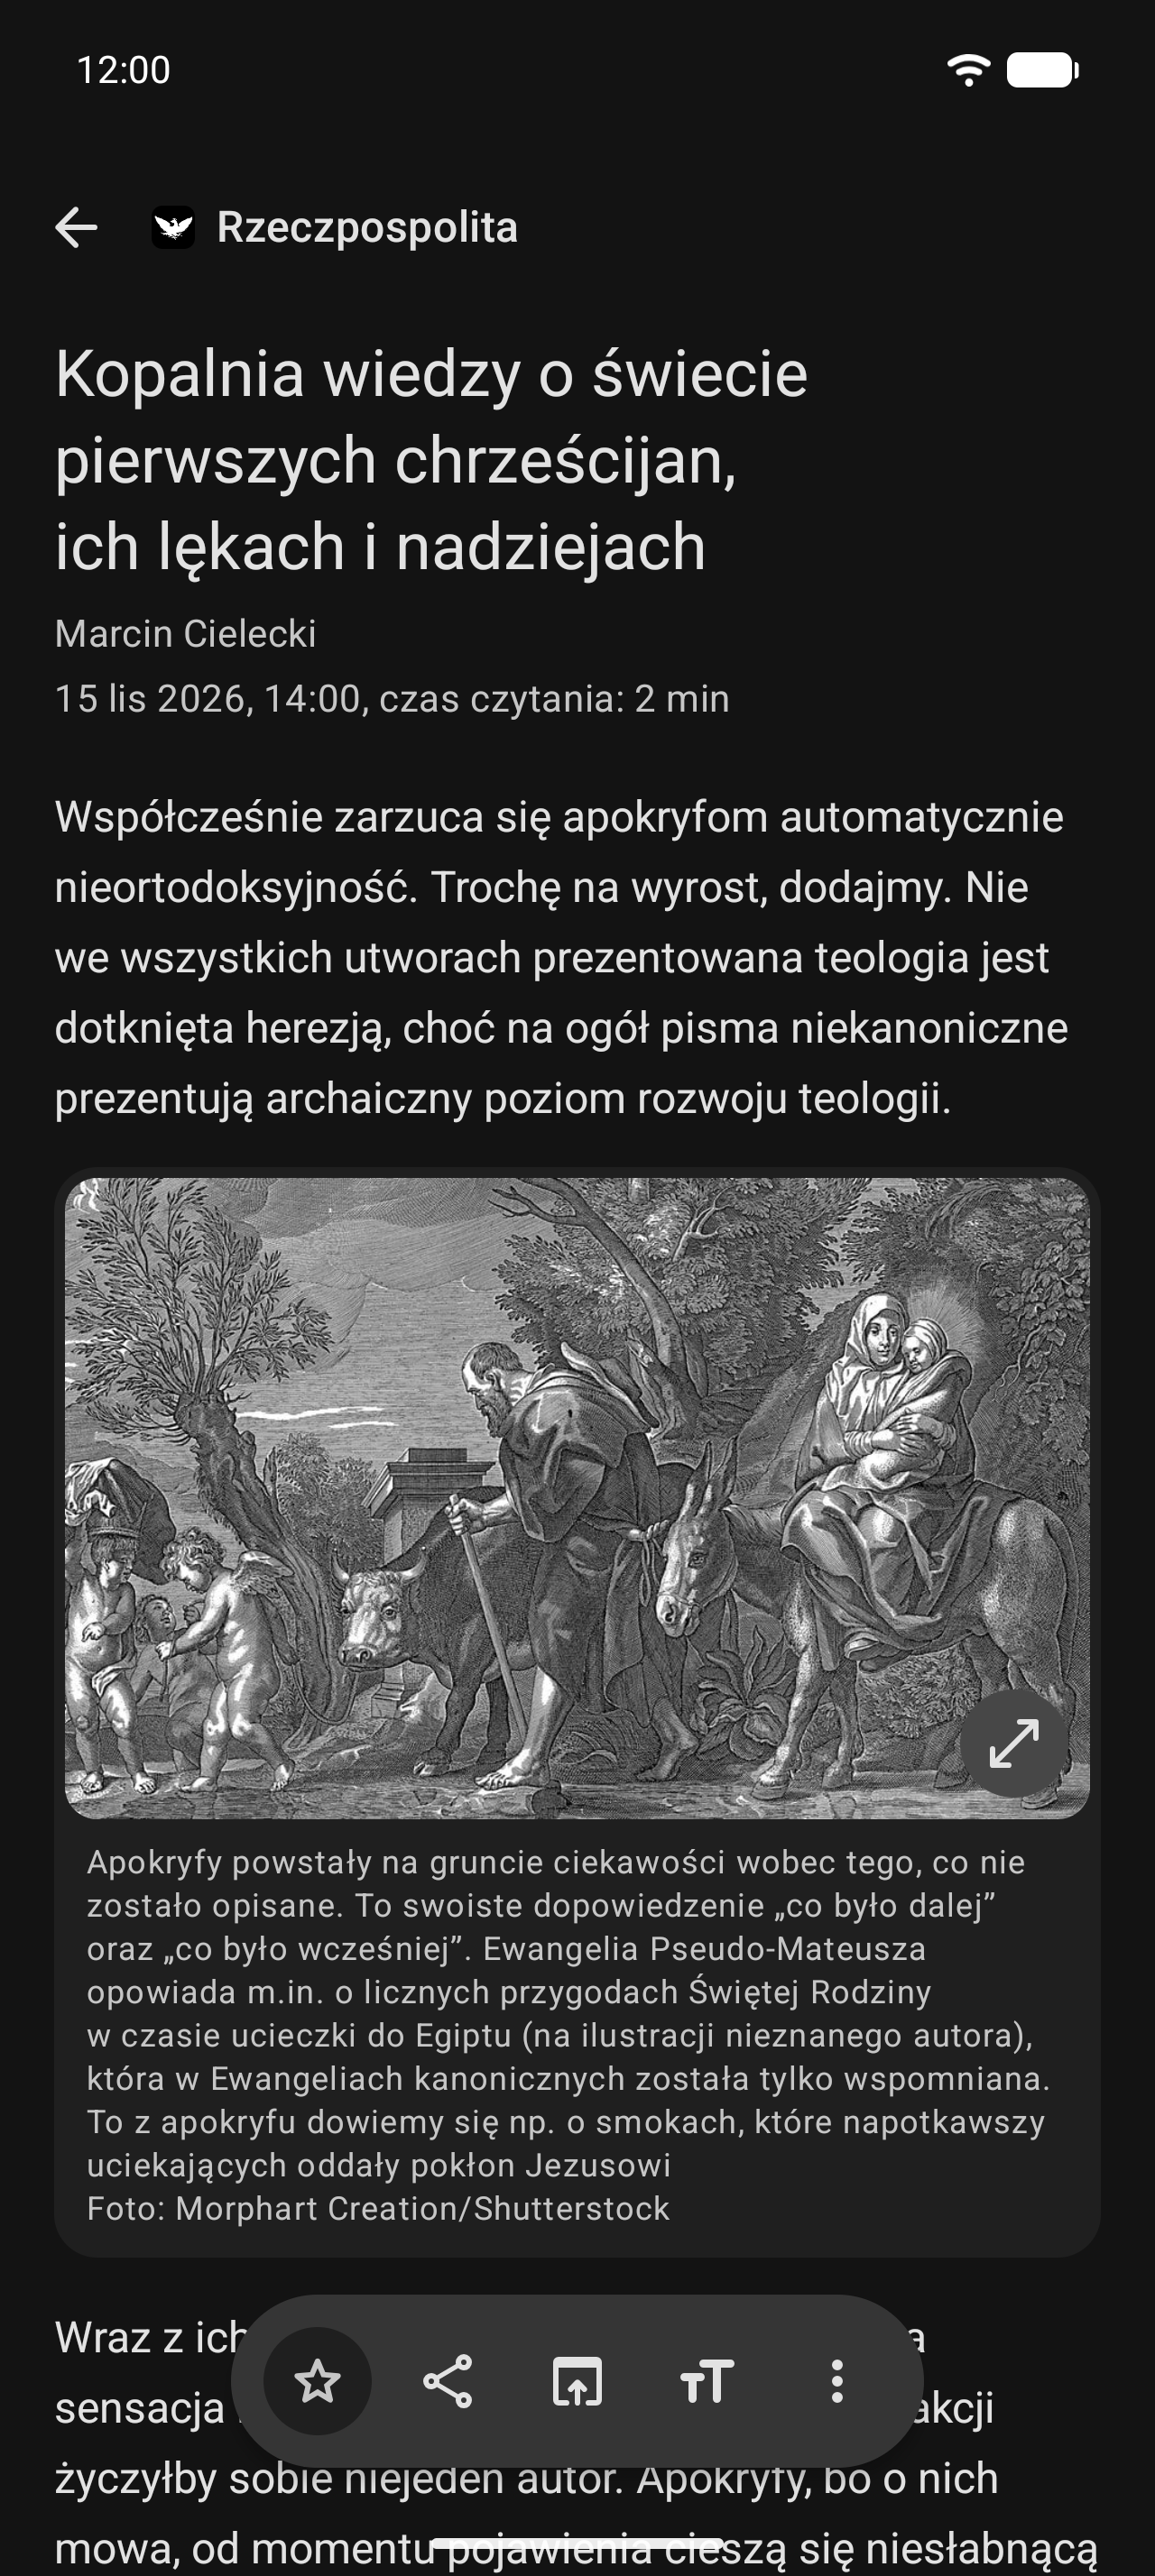 12:00
Rzeczpospolita
Kopalnia wiedzy o świecie
pierwszych chrześcijan,
ich lękach i nadziejach
Marcin Cielecki
15 lis 2026, 14:00, czas czytania: 2 min
Współcześnie zarzuca się apokryfom automatycznie
nieortodoksyjność. Trochę na wyrost, dodajmy. Nie
we wszystkich utworach prezentowana teologia jest
dotknięta herezją, choć na ogół pisma niekanoniczne
prezentują archaiczny poziom rozwoju teologii.
Apokryfy powstały na gruncie ciekawości wobec tego, co nie
zostało opisane. To swoiste dopowiedzenie „co było dalej”
oraz „co było wcześniej”. Ewangelia Pseudo-Mateusza
opowiada m.in. o licznych przygodach Świętej Rodziny
w czasie ucieczki do Egiptu (na ilustracji nieznanego autora),
która w Ewangeliach kanonicznych została tylko wspomniana.
To z apokryfu dowiemy się np. o smokach, które napotkawszy
uciekających oddały pokłon Jezusowi
Foto: Morphart Creation/Shutterstock
Wraz z
sensacja
życzyłby sobie niejeden autor. Apokryfy, bo o nich
mowa, od momentu pojawienia cieszą się niesłabnącą